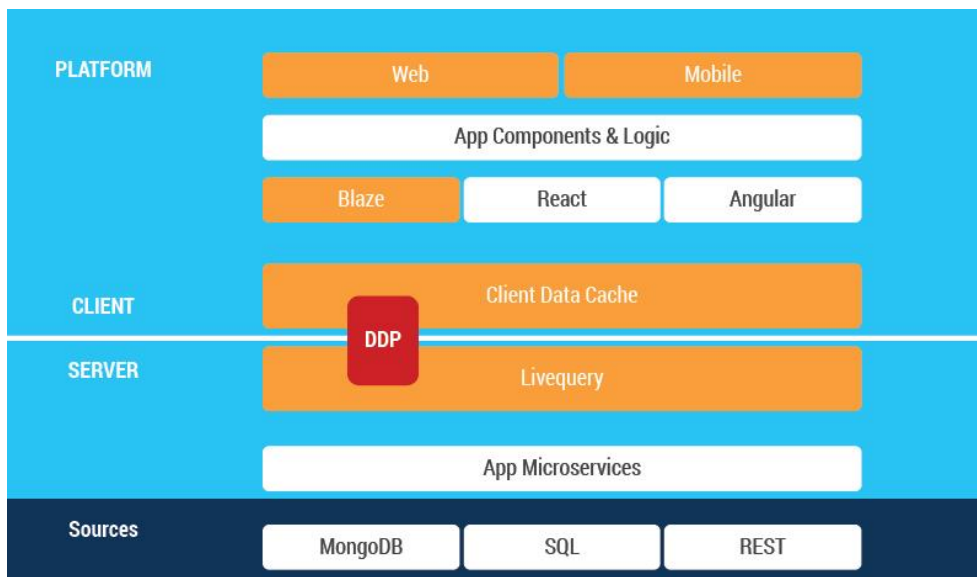 PLATFORM
Web
Mobile
App Components & Logic
Blaze
React
Angular
Client Data Cache
CLIENT
DDP
SERVER
Livequery
App Microservices
Sources
MongoDB
SQL
REST